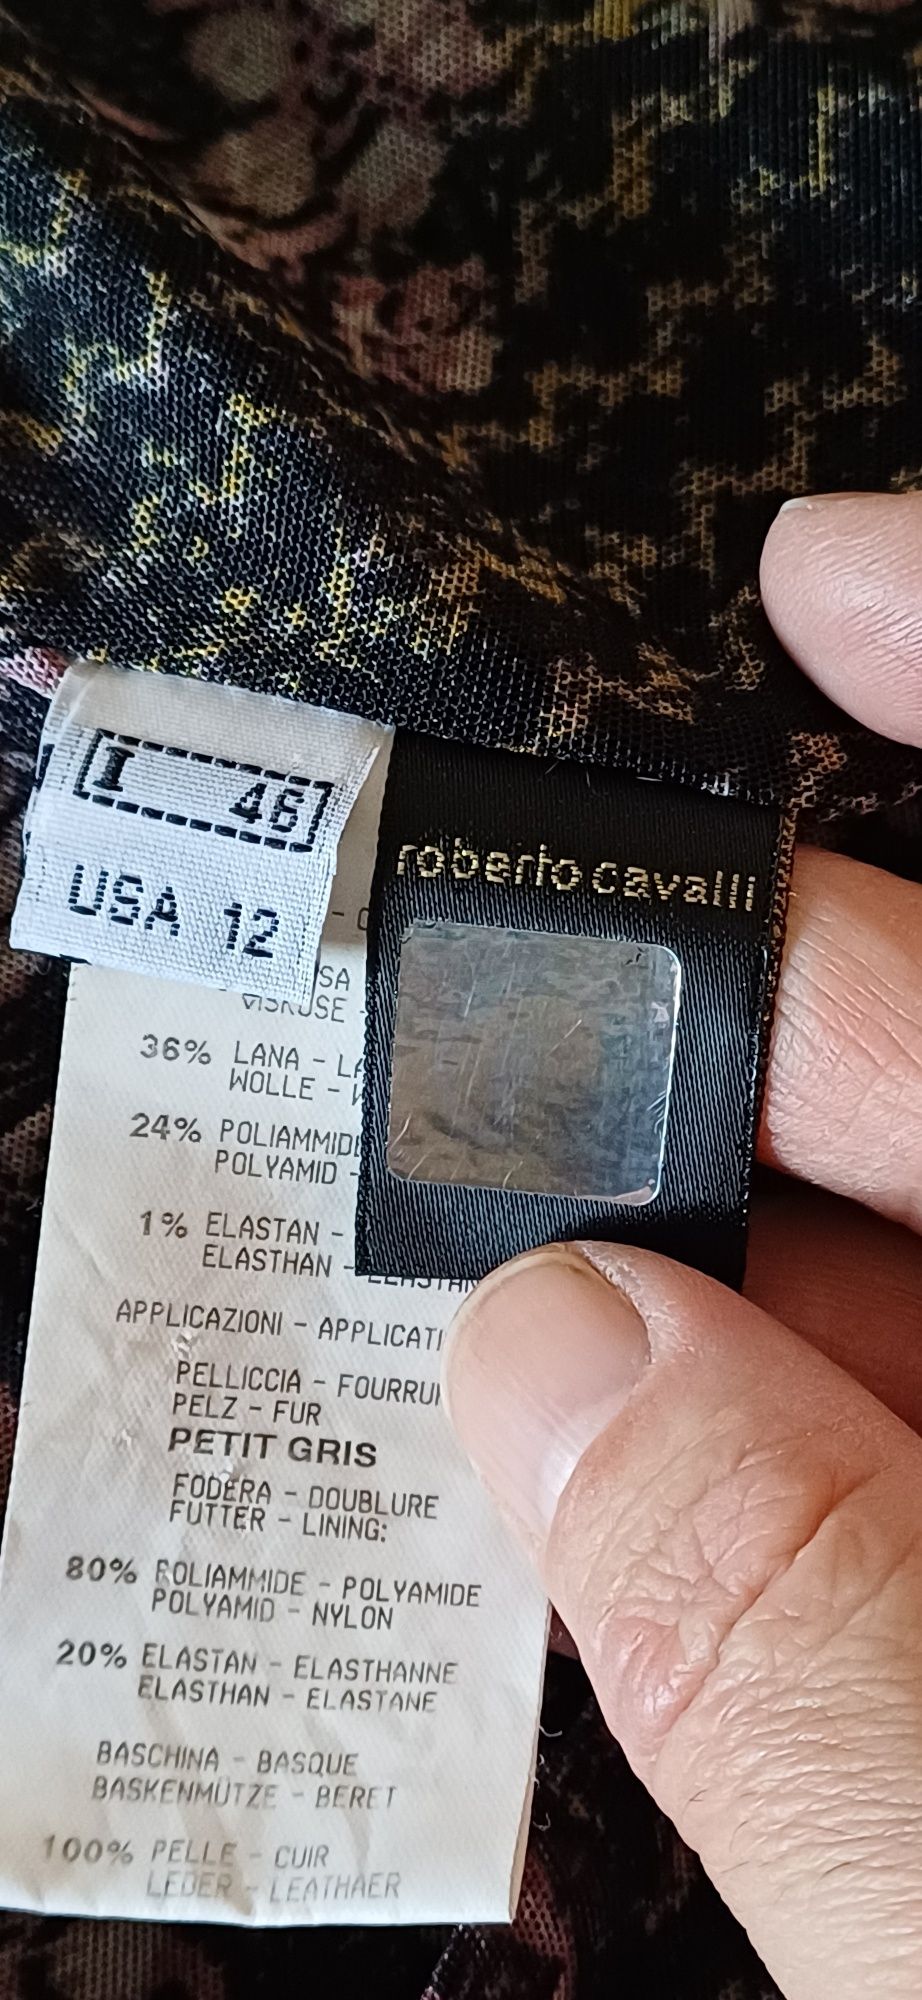 I 46
USA 12
roberto cavalli
VISKOSE -
36% LANA -
WOLLE -
24% POLIAMMIDE
POLYAMID -
1% ELASTAN -
ELASTHAN -
APPLICAZIONI - APPLICATI
PELLICCIA - FOURRU
PELZ - FUR
PETIT GRIS
FODERA - DOUBLURE
FUTTER - LINING:
80% POLIAMMIDE - POLYAMIDE
POLYAMID - NYLON
20% ELASTAN - ELASTHANNE
ELASTHAN - ELASTANE
BASCHINA - BASQUE
BASKENMÜTZE - BERET
100% PELLE - CUIR
LEDER - LEATHAER